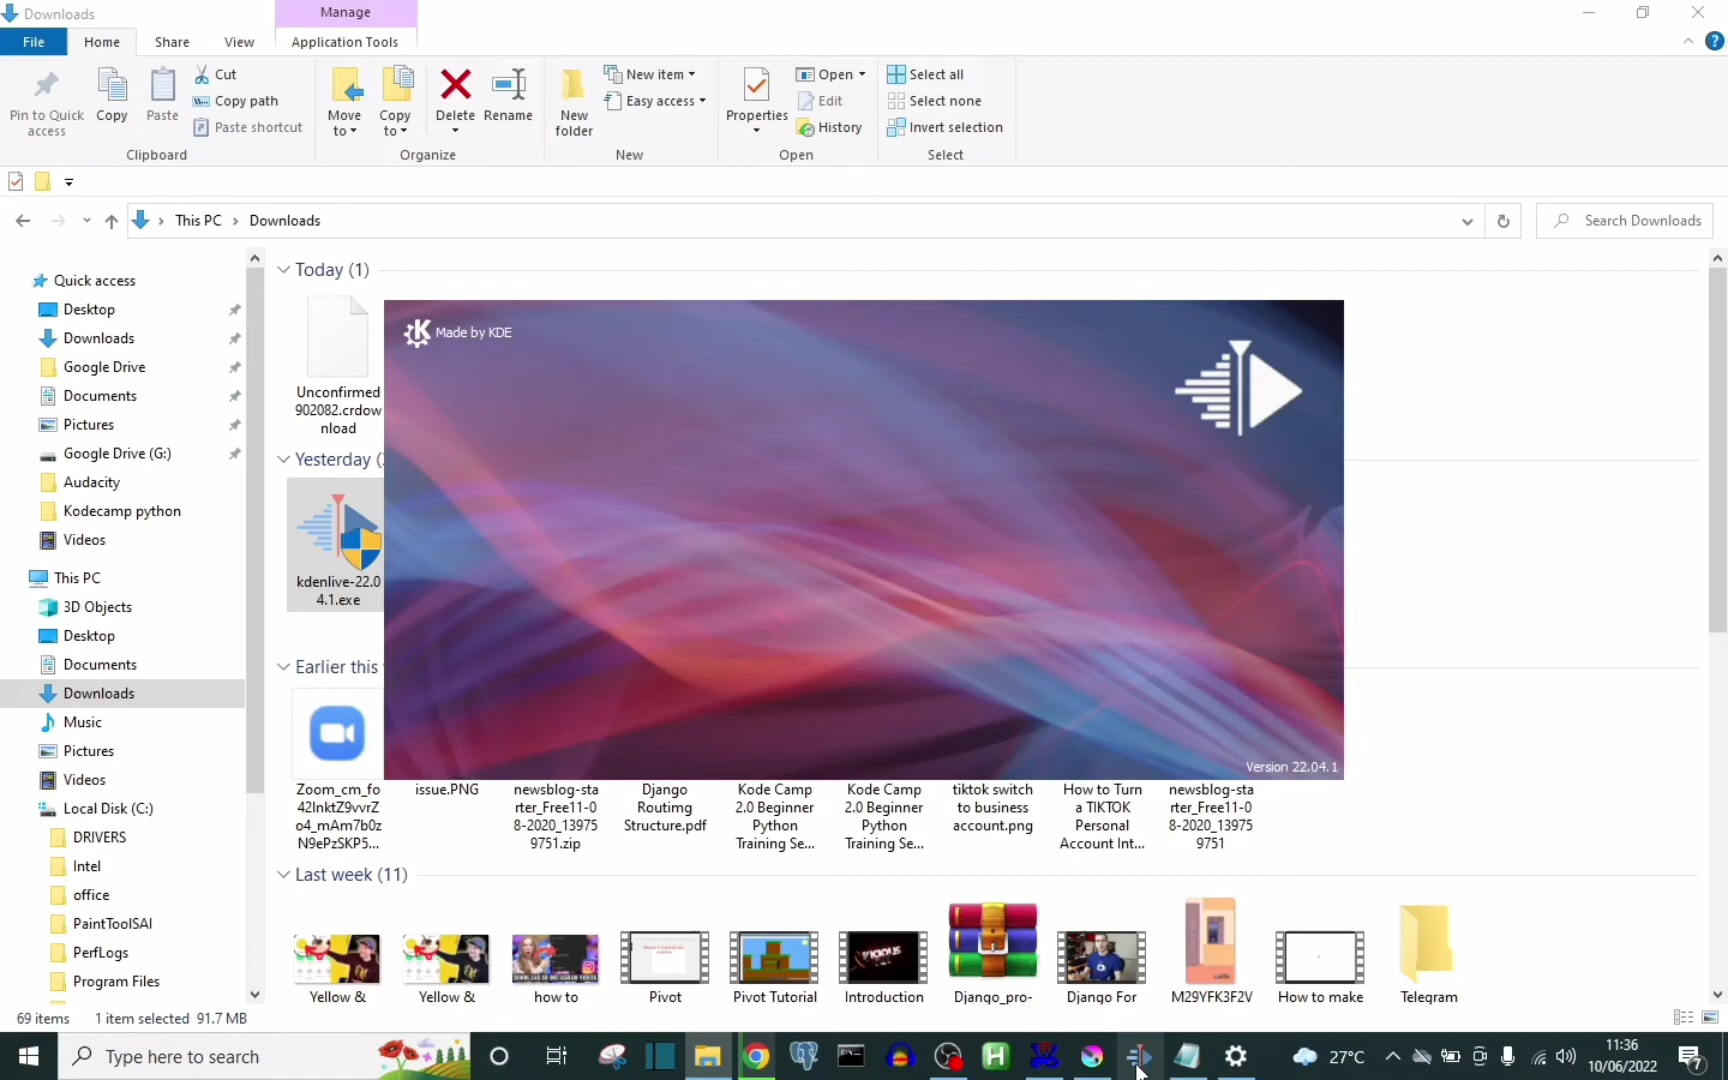 Downloads
Manage
File
Home
Share
View
Application Tools
Pin to Quick
access
Copy
Paste
Cut
Copy path
Paste shortcut
Clipboard
Move
to
Copy
to
Delete
Rename
Organize
New
folder
New item
Easy access
New
Properties
Open
Edit
History
Open
Select all
Select none
Invert selection
Select
This PC
Downloads
Search Downloads
Quick access
Desktop
Downloads
Google Drive
Documents
Pictures
Google Drive (G:)
Audacity
Kodecamp python
Videos
This PC
3D Objects
Desktop
Documents
Downloads
Music
Pictures
Videos
Local Disk (C:)
DRIVERS
Intel
office
PaintToolSAI
PerfLogs
Program Files
Today (1)
Unconfirmed
902082.crdow
nload
Yesterday (
kdenlive-22.0
4.1.exe
Made by KDE
Version 22.04.1
Earlier this
Zoom_cm_fo
42lnktZ9vvrZ
o4_mAm7b0z
N9ePzSKP5...
issue.PNG
newsblog-sta
rter_Free11-0
8-2020_13975
9751.zip
Django
Routimg
Structure.pdf
Kode Camp
2.0 Beginner
Python
Training Se...
Kode Camp
2.0 Beginner
Python
Training Se...
tiktok switch
to business
account.png
How to Turn
a TIKTOK
Personal
Account Int...
newsblog-sta
rter_Free11-0
8-2020_13975
9751
Last week (11)
Yellow &
Yellow &
how to
Pivot
Pivot Tutorial
Introduction
Django_pro-
Django For
M29YFK3F2V
How to make
Telegram
69 items
1 item selected 91.7 MB
Type here to search
27°C
11:36
10/06/2022
7